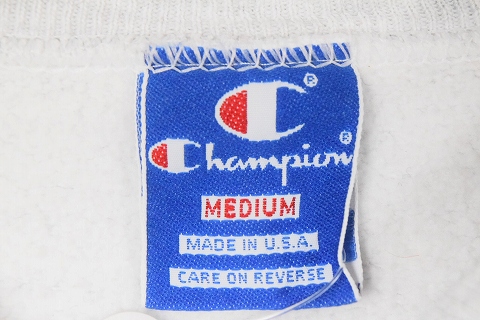 ®
Champion®
MEDIUM
MADE IN U.S.A.
CARE ON REVERSE